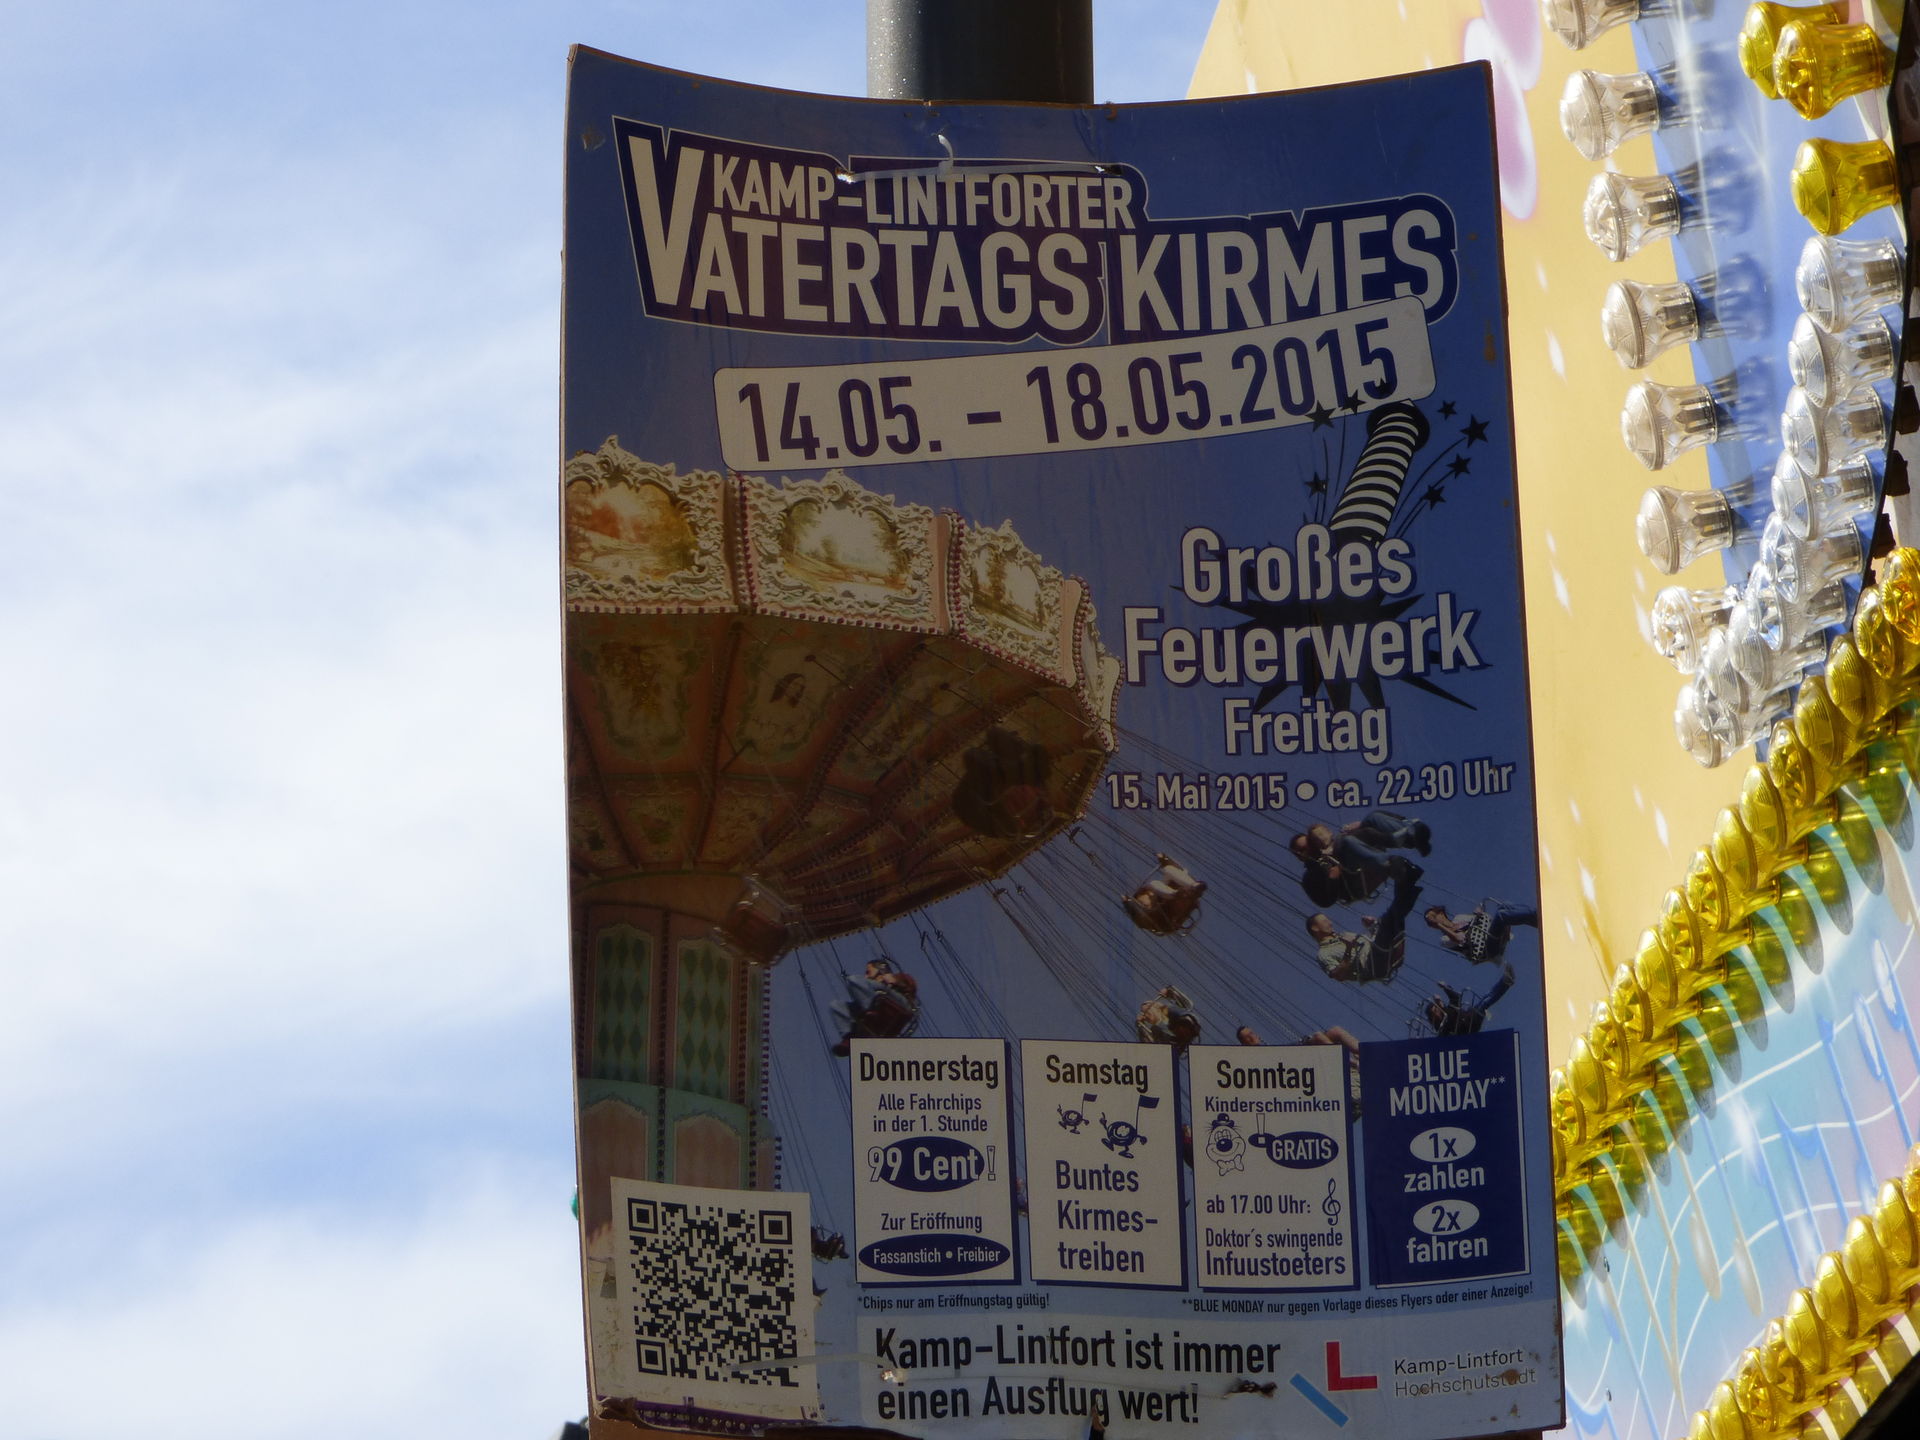 KAMP-LINTFORTER
VATERTAGS KIRMES
14.05. - 18.05.2015
Großes
Feuerwerk
Freitag
15. Mai 2015 • ca. 22.30 Uhr
Donnerstag
Alle Fahrchips
in der 1. Stunde
99 Cent!
Zur Eröffnung
Fassanstich • Freibier
Samstag
Buntes
Kirmes-
treiben
Sonntag
Kinderschminken
GRATIS
ab 17.00 Uhr:
Doktor´s swingende
Infuustoeters
BLUE
MONDAY**
1x
zahlen
2x
fahren
*Chips nur am Eröffnungstag gültig!
**BLUE MONDAY nur gegen Vorlage dieses Flyers oder einer Anzeige!
Kamp-Lintfort ist immer
einen Ausflug wert!
Kamp-Lintfort
Hochschulstadt